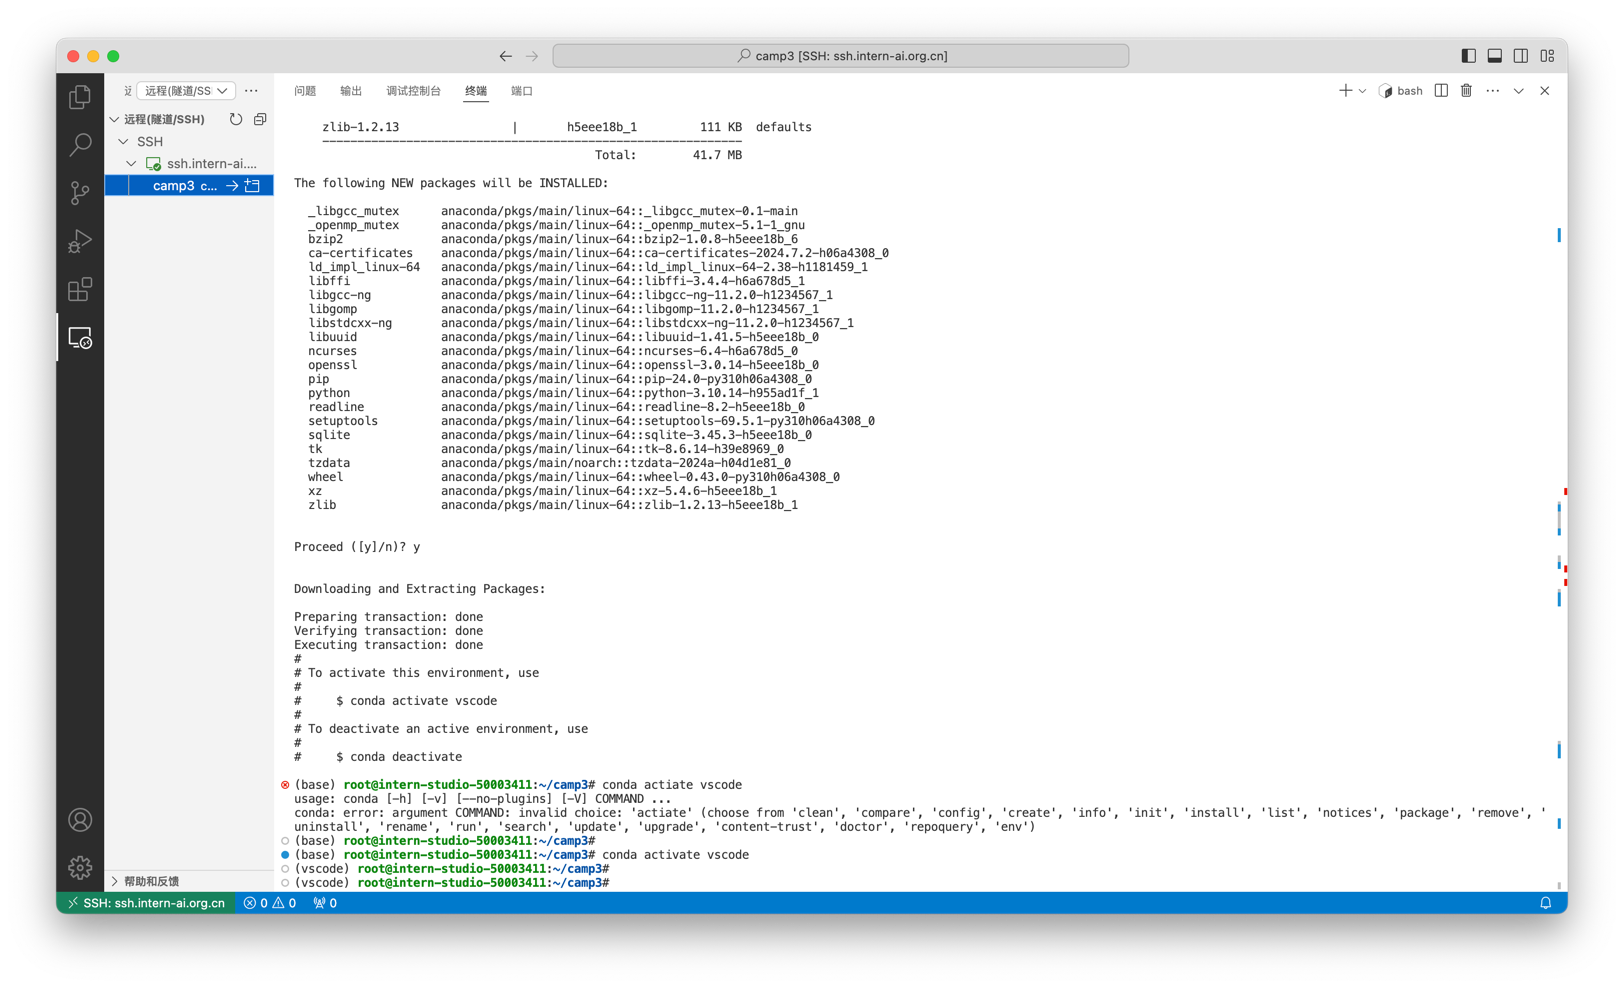 camp3 [SSH: ssh.intern-ai.org.cn]
远程(隧道/SS
问题 输出 调试控制台 终端 端口
bash
远程(隧道/SSH)
SSH
ssh.intern-ai....
camp3 c...
zlib-1.2.13 | h5eee18b_1 111 KB defaults
------------------------------------------------------------
Total: 41.7 MB
The following NEW packages will be INSTALLED:
_libgcc_mutex anaconda/pkgs/main/linux-64::_libgcc_mutex-0.1-main
_openmp_mutex anaconda/pkgs/main/linux-64::_openmp_mutex-5.1-1_gnu
bzip2 anaconda/pkgs/main/linux-64::bzip2-1.0.8-h5eee18b_6
ca-certificates anaconda/pkgs/main/linux-64::ca-certificates-2024.7.2-h06a4308_0
ld_impl_linux-64 anaconda/pkgs/main/linux-64::ld_impl_linux-64-2.38-h1181459_1
libffi anaconda/pkgs/main/linux-64::libffi-3.4.4-h6a678d5_1
libgcc-ng anaconda/pkgs/main/linux-64::libgcc-ng-11.2.0-h1234567_1
libgomp anaconda/pkgs/main/linux-64::libgomp-11.2.0-h1234567_1
libstdcxx-ng anaconda/pkgs/main/linux-64::libstdcxx-ng-11.2.0-h1234567_1
libuuid anaconda/pkgs/main/linux-64::libuuid-1.41.5-h5eee18b_0
ncurses anaconda/pkgs/main/linux-64::ncurses-6.4-h6a678d5_0
openssl anaconda/pkgs/main/linux-64::openssl-3.0.14-h5eee18b_0
pip anaconda/pkgs/main/linux-64::pip-24.0-py310h06a4308_0
python anaconda/pkgs/main/linux-64::python-3.10.14-h955ad1f_1
readline anaconda/pkgs/main/linux-64::readline-8.2-h5eee18b_0
setuptools anaconda/pkgs/main/linux-64::setuptools-69.5.1-py310h06a4308_0
sqlite anaconda/pkgs/main/linux-64::sqlite-3.45.3-h5eee18b_0
tk anaconda/pkgs/main/linux-64::tk-8.6.14-h39e8969_0
tzdata anaconda/pkgs/main/noarch::tzdata-2024a-h04d1e81_0
wheel anaconda/pkgs/main/linux-64::wheel-0.43.0-py310h06a4308_0
xz anaconda/pkgs/main/linux-64::xz-5.4.6-h5eee18b_1
zlib anaconda/pkgs/main/linux-64::zlib-1.2.13-h5eee18b_1
Proceed ([y]/n)? y
Downloading and Extracting Packages:
Preparing transaction: done
Verifying transaction: done
Executing transaction: done
#
# To activate this environment, use
#
# $ conda activate vscode
#
# To deactivate an active environment, use
#
# $ conda deactivate
(base) root@intern-studio-50003411:~/camp3# conda actiate vscode
usage: conda [-h] [-v] [--no-plugins] [-V] COMMAND ...
conda: error: argument COMMAND: invalid choice: 'actiate' (choose from 'clean', 'compare', 'config', 'create', 'info', 'init', 'install', 'list', 'notices', 'package', 'remove', '
uninstall', 'rename', 'run', 'search', 'update', 'upgrade', 'content-trust', 'doctor', 'repoquery', 'env')
(base) root@intern-studio-50003411:~/camp3#
(base) root@intern-studio-50003411:~/camp3# conda activate vscode
(vscode) root@intern-studio-50003411:~/camp3#
(vscode) root@intern-studio-50003411:~/camp3#
帮助和反馈
SSH: ssh.intern-ai.org.cn 0 0 0